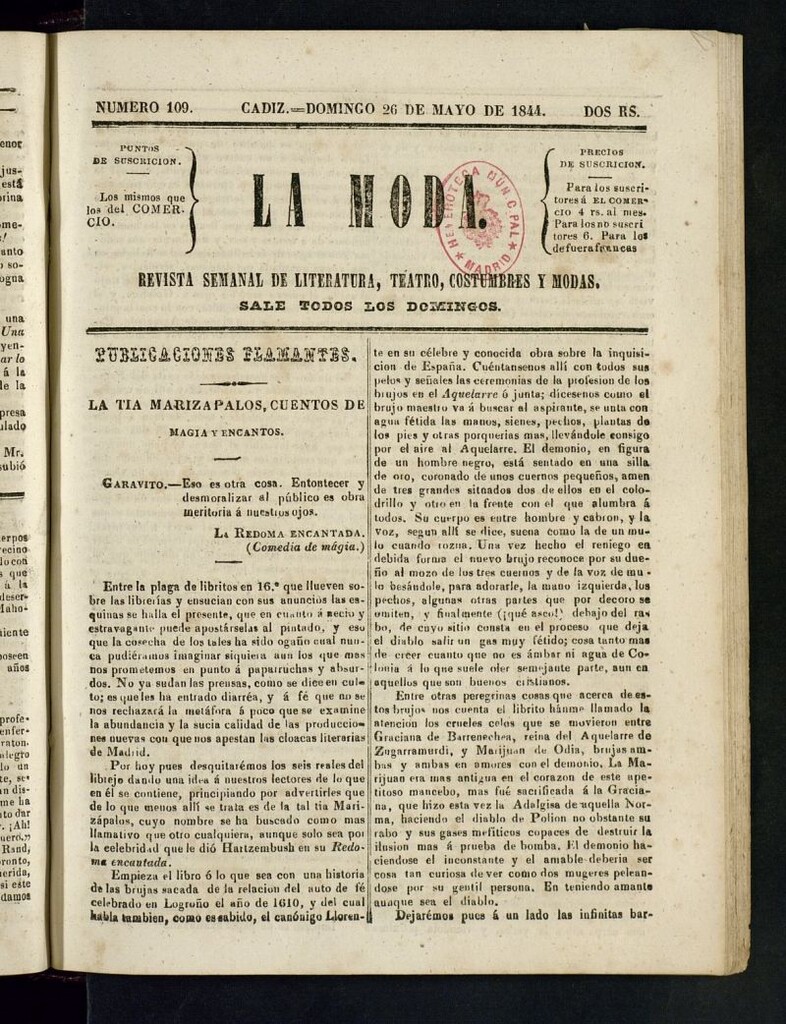 NUMERO 109. CADIZ.=DOMINGO 26 DE MAYO DE 1844. DOS RS.
PUNTOS
DE SUSCRICION.
Los mismos que
los del COMER-
CIO.
LA MODA.
PRECIOS
DE SUSCRICION.
Para los suscri-
tores á EL COMER-
CIO 4 rs. al mes.
Para los no suscri
tores 6. Para los
de fuera francas
HEMEROTECA MUNICIPAL
* MADRID *
REVISTA SEMANAL DE LITERATURA, TEATRO, COSTUMBRES Y MODAS.
SALE TODOS LOS DOMINGOS.
PUBLICACIONES FLAMANTES.
LA TIA MARIZAPALOS, CUENTOS DE
MAGIA Y ENCANTOS.
GARAVITO.—Eso es otra cosa. Entontecer y
desmoralizar al público es obra
meritoria á nuestros ojos.
LA REDOMA ENCANTADA.
(Comedia de mágia.)
Entre la plaga de libritos en 16.º que llueven so-
bre las librerías y ensucian con sus anuncios las es-
quinas se halla el presente, que en cuanto á necio y
estravagante puede apostárselas al pintado, y eso
que la cosecha de los tales ha sido ogaño cual nun-
ca pudiéramos imaginar siquiera aun los que mas
nos prometemos en punto á paparruchas y absur-
dos. No ya sudan las prensas, como se dice en cul-
to; es que les ha entrado diarréa, y á fé que no se
nos rechazará la metáfora á poco que se examine
la abundancia y la sucia calidad de las produccio-
nes nuevas con que nos apestan las cloacas literarias
de Madrid.
Por hoy pues desquitarémos los seis reales del
librejo dando una idea á nuestros lectores de lo que
en él se contiene, principiando por advertirles que
de lo que menos allí se trata es de la tal tia Mari-
zápalos, cuyo nombre se ha buscado como mas
llamativo que otro cualquiera, aunque solo sea por
la celebridad que le dió Hartzembush en su Redo-
ma encantada.
Empieza el libro ó lo que sea con una historia
de las brujas sacada de la relacion del auto de fé
celebrado en Logroño el año de 1610, y del cual
habla tambien, como es sabido, el canónigo Lloren-
te en su célebre y conocida obra sobre la inquisi-
cion de España. Cuéntansenos allí con todos sus
pelos y señales las ceremonias de la profesion de los
brujos en el Aquelarre ó junta; dícesenos como el
brujo maestro va á buscar al aspirante, se unta con
agua fétida las manos, sienes, pechos, plantas de
los pies y otras porquerias mas, llevándole consigo
por el aire al Aquelarre. El demonio, en figura
de un hombre negro, está sentado en una silla
de oro, coronado de unos cuernos pequeños, amen
de tres grandes situados dos de ellos en el colo-
drillo y otro en la frente con el que alumbra á
todos. Su cuerpo es entre hombre y cabron, y la
voz, segun allí se dice, suena como la de un mu-
lo cuando rozna. Una vez hecho el reniego en
debida forma el nuevo brujo reconoce por su due-
ño al mozo de los tres cuernos y de la voz de mu-
lo besándole, para adorarle, la mano izquierda, los
pechos, algunas otras partes que por decoro se
omiten, y finalmente (¡qué asco!) debajo del ra-
bo, de cuyo sitio consta en el proceso que deja
el diablo salir un gas muy fétido; cosa tanto mas
de creer cuanto que no es ámbar ni agua de Co-
lonia á lo que suele oler semejante parte, aun en
aquellos que son buenos cristianos.
Entre otras peregrinas cosas que acerca de es-
tos brujos nos cuenta el librito hánme llamado la
atencion los crueles celos que se movieron entre
Graciana de Barrenechea, reina del Aquelarre de
Zugarramurdi, y Marijuan de Odia, brujas am-
bas y ambas en amores con el demonio. La Ma-
rijuan era mas antigua en el corazon de este ape-
titoso mancebo, mas fué sacrificada á la Gracia-
na, que hizo esta vez la Adalgisa de aquella Nor-
ma, haciendo el diablo de Polion no obstante su
rabo y sus gases mefíticos capaces de destruir la
ilusion mas á prueba de bomba. El demonio ha-
ciendose el inconstante y el amable deberia ser
cosa tan curiosa de ver como dos mugeres pelean-
dose por su gentil persona. En teniendo amante
aunque sea el diablo.
Dejarémos pues á un lado las infinitas bar-